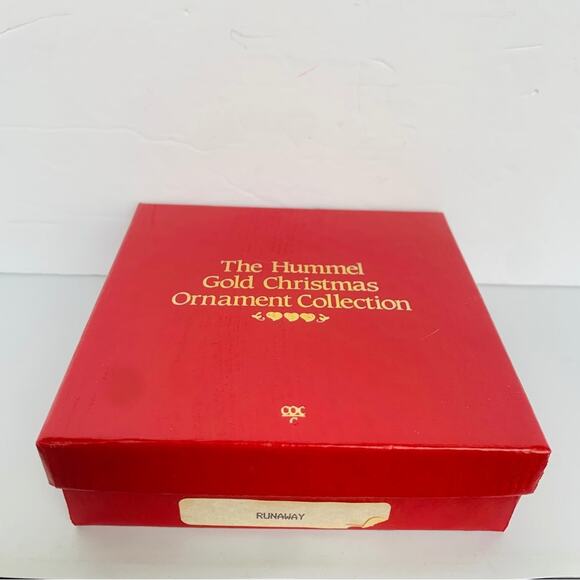 The Hummel
Gold Christmas
Ornament Collection
RUNAWAY